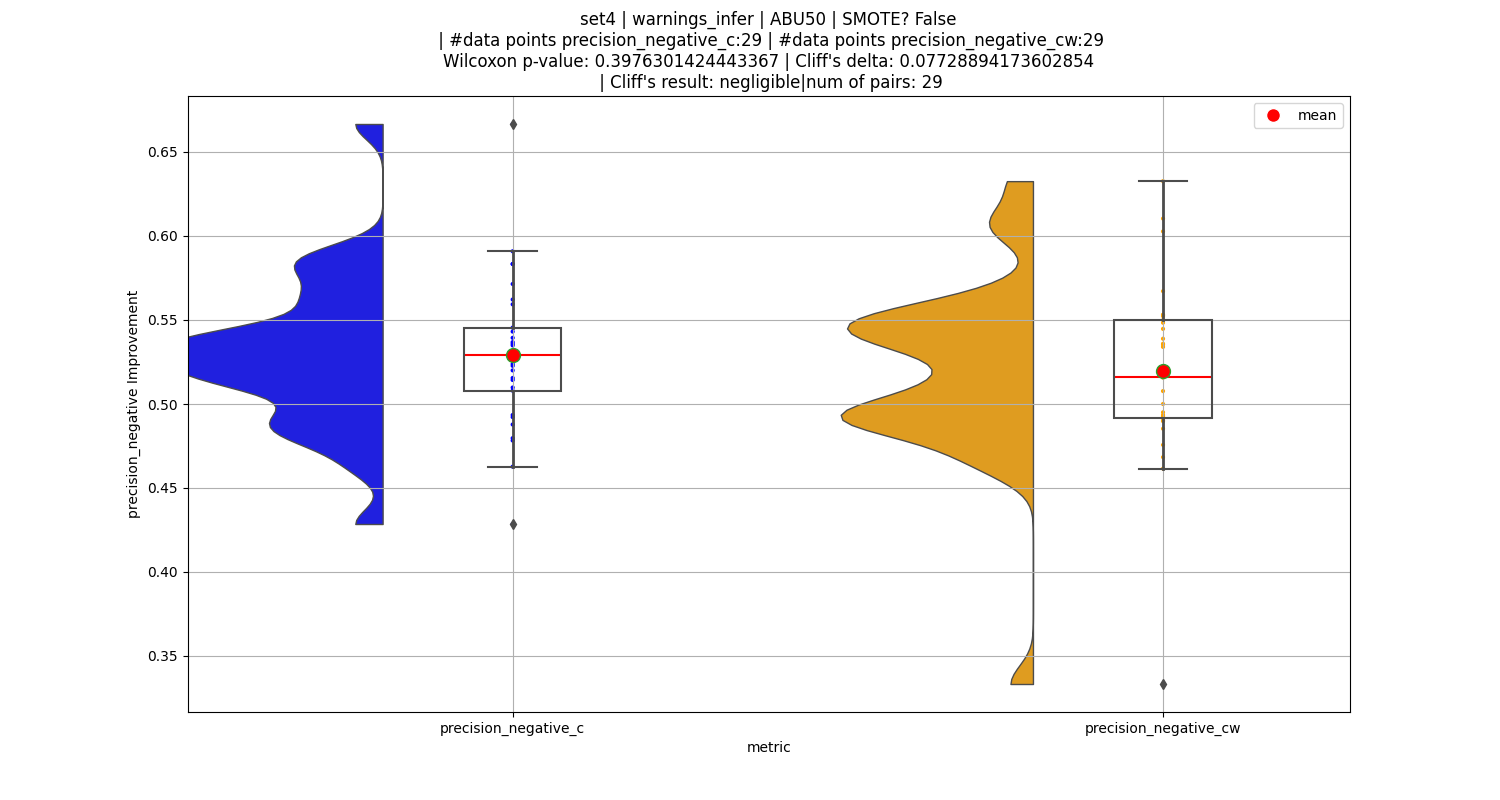 set4 | warnings_infer | ABU50 | SMOTE? False
| #data points precision_negative_c:29 | #data points precision_negative_cw:29
Wilcoxon p-value: 0.3976301424443367 | Cliff's delta: 0.07728894173602854
| Cliff's result: negligible|num of pairs: 29
mean
0.65
0.60
0.55
0.50
0.45
0.40
0.35
precision_negative Improvement
precision_negative_c
precision_negative_cw
metric